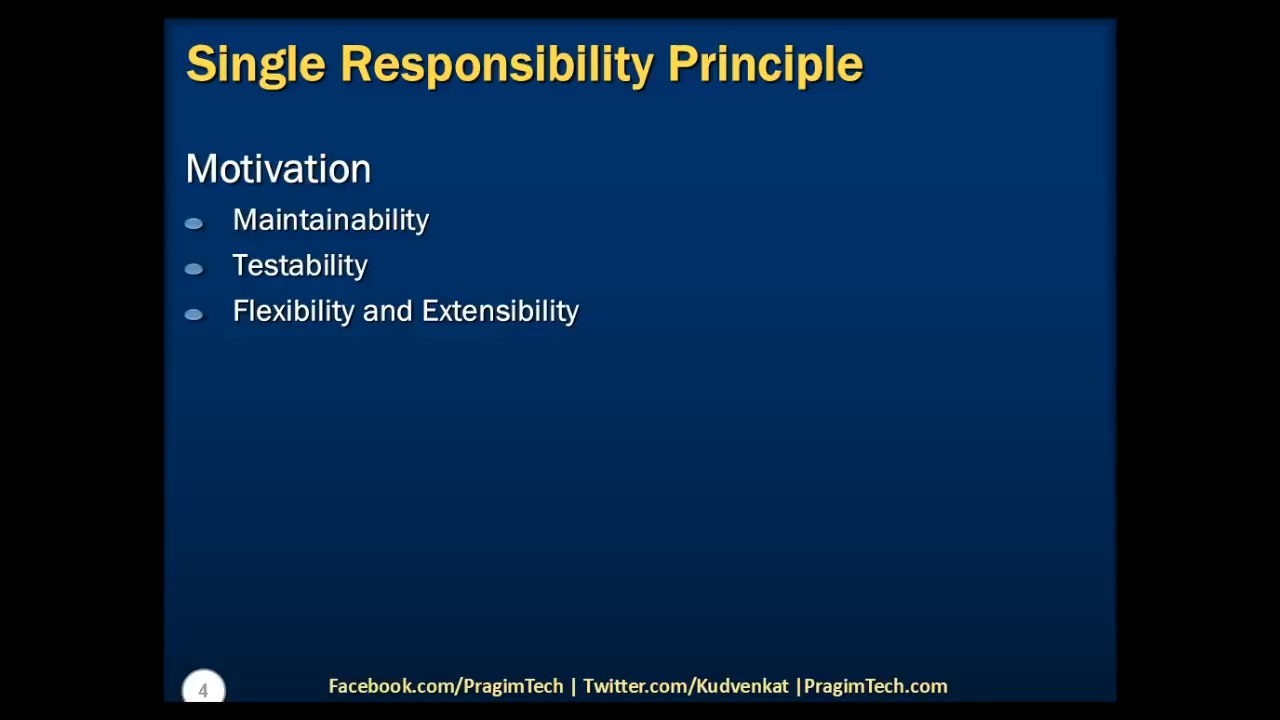 Single Responsibility Principle
Motivation
Maintainability
Testability
Flexibility and Extensibility
4
Facebook.com/PragimTech | Twitter.com/Kudvenkat |PragimTech.com